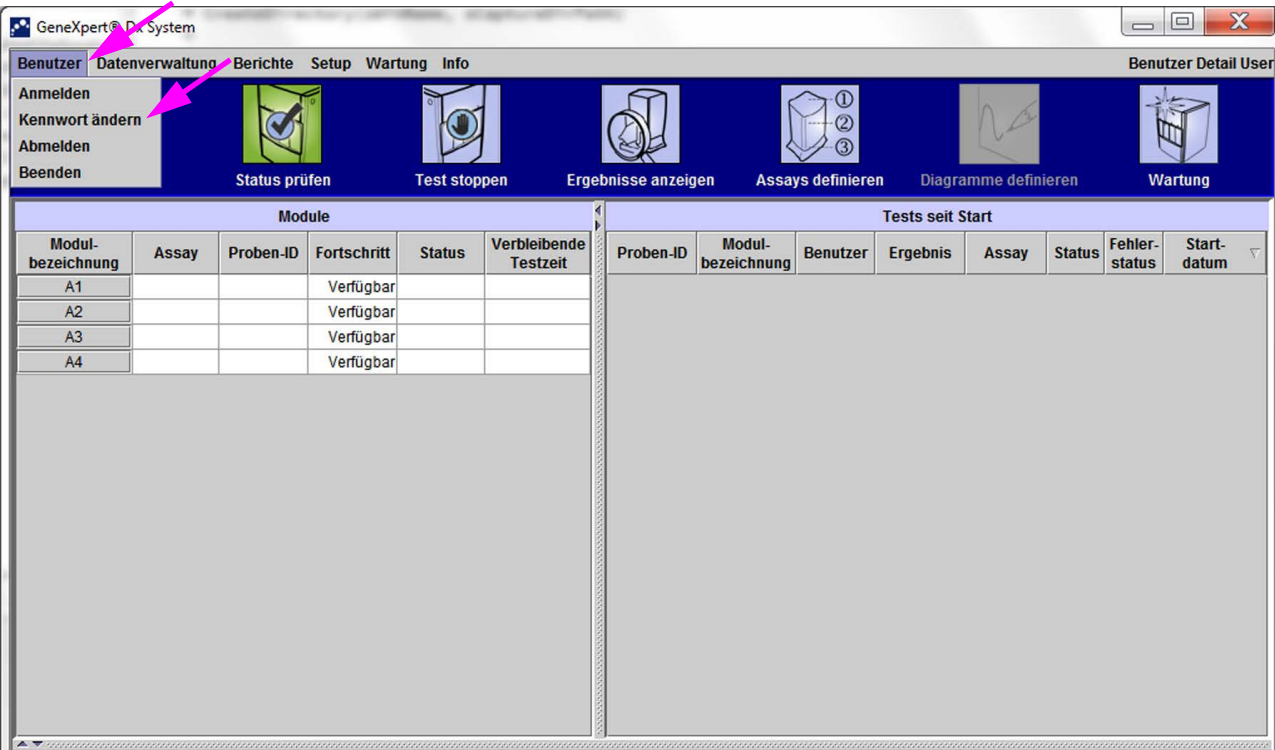 GeneXpert® Dx System
Benutzer Datenverwaltung Berichte Setup Wartung Info Benutzer Detail User
Anmelden
Kennwort ändern
Abmelden
Beenden
Status prüfen Test stoppen Ergebnisse anzeigen Assays definieren Diagramme definieren Wartung
① 
② 
③
Module
Modul-
bezeichnung Assay Proben-ID Fortschritt Status Verbleibende
Testzeit
A1 Verfügbar
A2 Verfügbar
A3 Verfügbar
A4 Verfügbar
Tests seit Start
Proben-ID Modul-
bezeichnung Benutzer Ergebnis Assay Status Fehler-
status Start-
datum